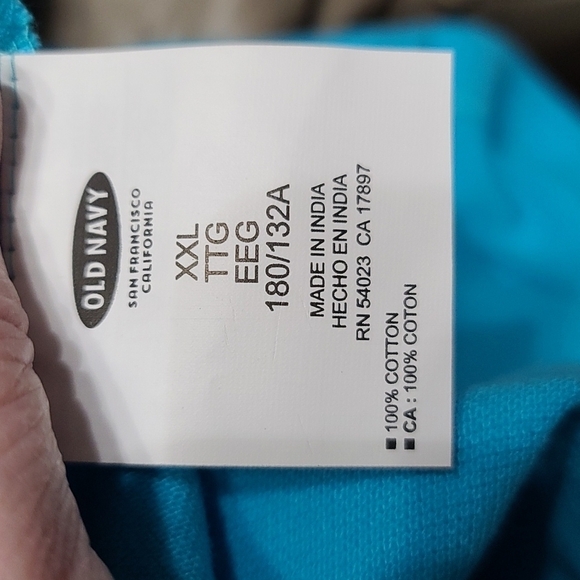 OLD NAVY
SAN FRANCISCO
CALIFORNIA
XXL
TTG
EEG
180/132A
MADE IN INDIA
HECHO EN INDIA
RN 54023 CA 17897
100% COTTON
CA : 100% COTON